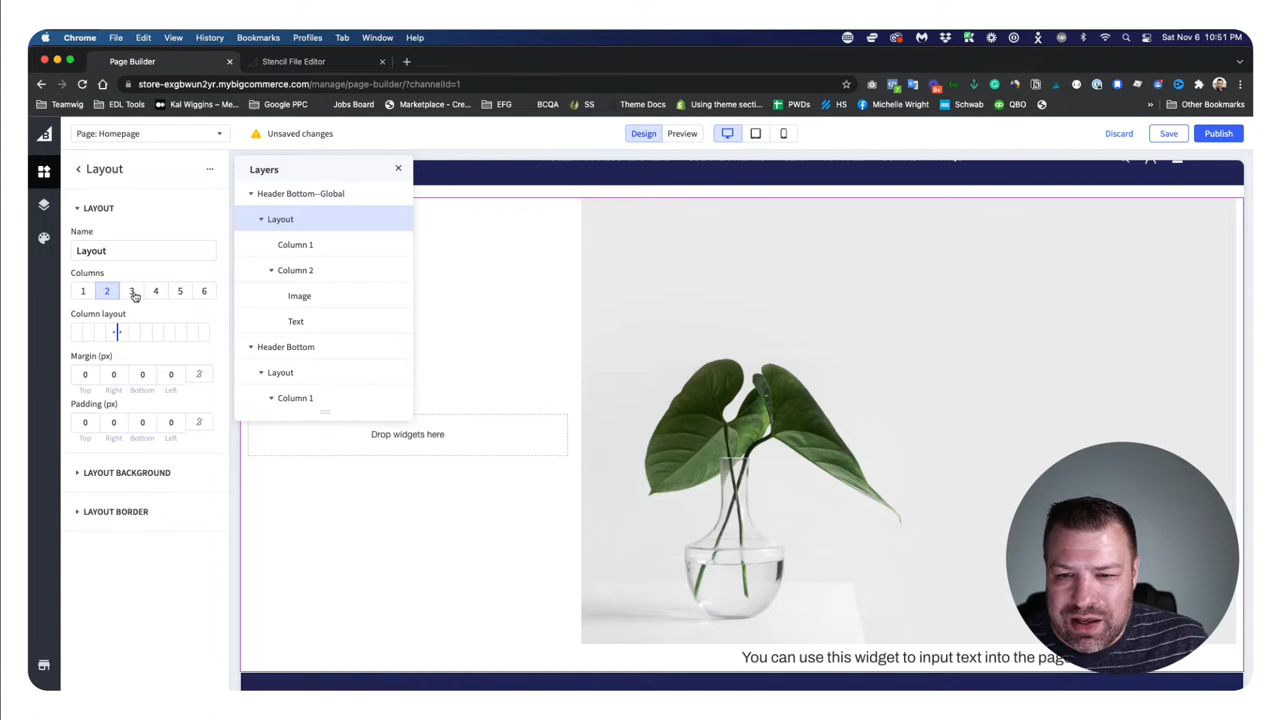 Chrome File Edit View History Bookmarks Profiles Tab Window Help Sat Nov 6 10:51 PM
Page Builder Stencil File Editor
store-exgbwun2yr.mybigcommerce.com/manage/page-builder/?channelId=1
Teamwig EDL Tools Kal Wiggins – Me... Google PPC Jobs Board Marketplace - Cre... EFG BCQA SS Theme Docs Using theme secti... PWDs HS Michelle Wright Schwab QBO » Other Bookmarks
Page: Homepage Unsaved changes Design Preview Discard Save Publish
Layout ...
LAYOUT
Name
Layout
Columns
1 2 3 4 5 6
Column layout
Margin (px)
0 0 0 0
Top Right Bottom Left
Padding (px)
0 0 0 0
Top Right Bottom Left
LAYOUT BACKGROUND
LAYOUT BORDER
Layers
Header Bottom--Global
Layout
Column 1
Column 2
Image
Text
Header Bottom
Layout
Column 1
Drop widgets here
You can use this widget to input text into the pag